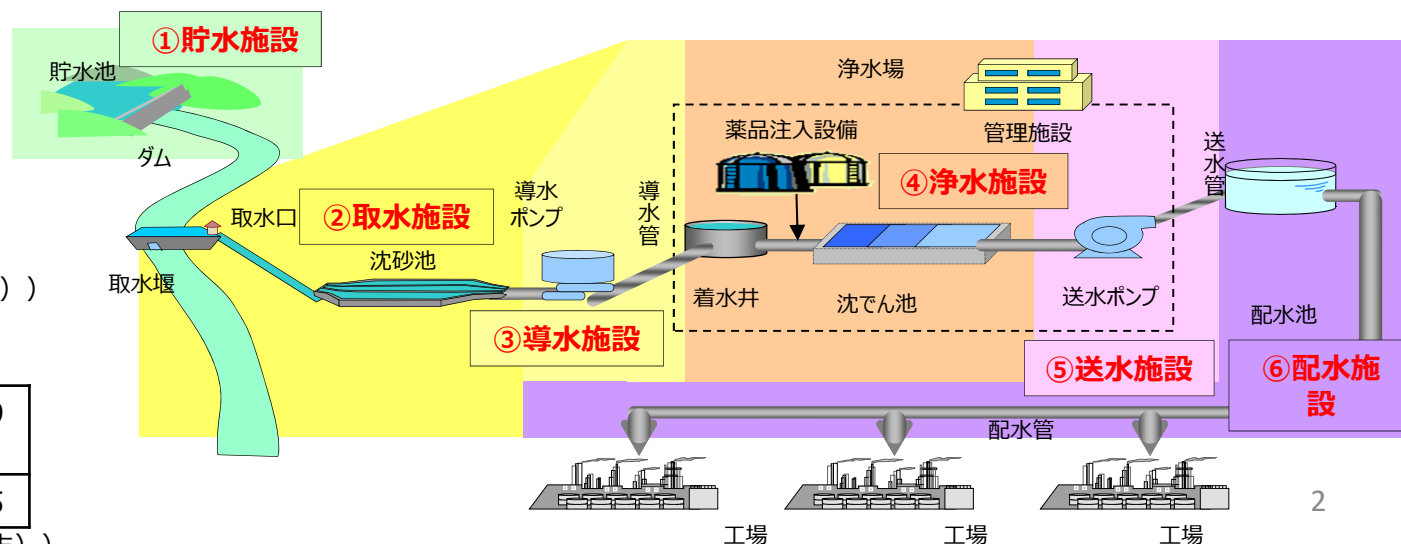 ①貯水施設
貯水池
ダム
取水口
取水堰
②取水施設
沈砂池
導水
ポンプ
③導水施設
導水管
浄水場
薬品注入設備
管理施設
④浄水施設
着水井
沈でん池
送水ポンプ
送水管
⑤送水施設
配水池
⑥配水施
設
配水管
工場
工場
工場
））
5
））
2